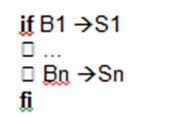 if B1 →S1
□ ...
□ Bn →Sn
fi